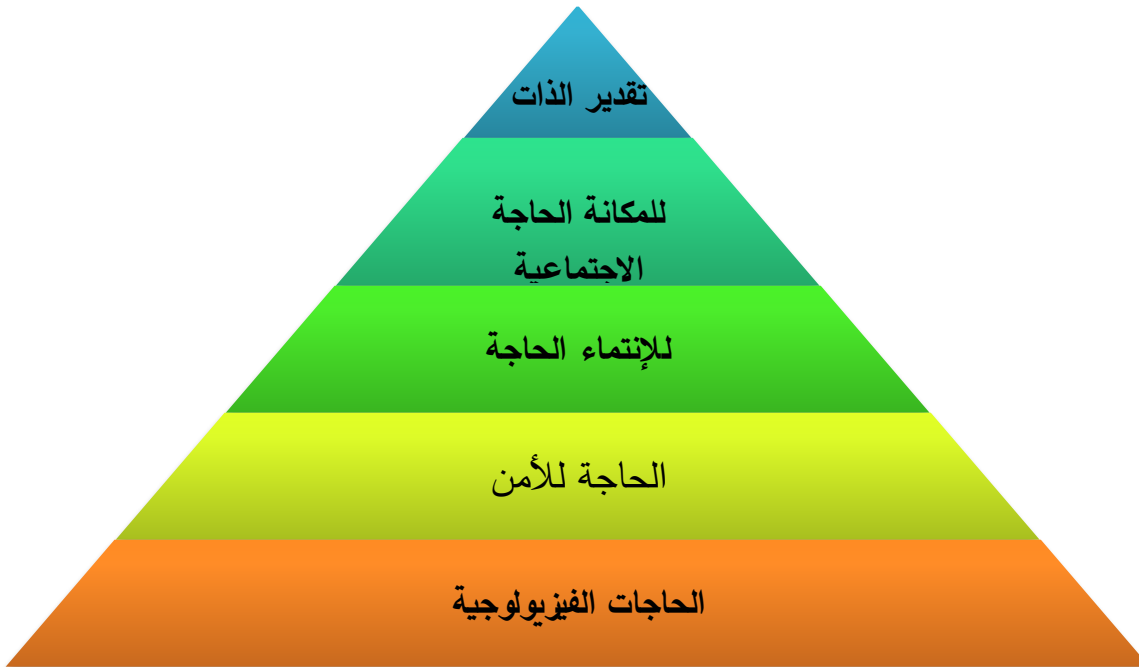 تقدير الذات
للمكانة الحاجة
الاجتماعية
للإنتماء الحاجة
الحاجة للأمن
الحاجات الفيزيولوجية